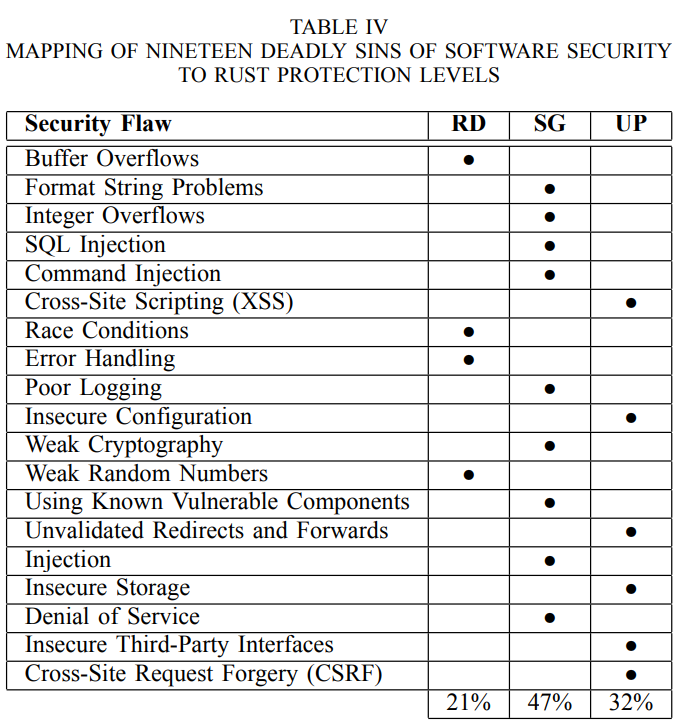 TABLE IV
MAPPING OF NINETEEN DEADLY SINS OF SOFTWARE SECURITY
TO RUST PROTECTION LEVELS
Security Flaw RD SG UP
Buffer Overflows ●
Format String Problems ●
Integer Overflows ●
SQL Injection ●
Command Injection ●
Cross-Site Scripting (XSS) ●
Race Conditions ●
Error Handling ●
Poor Logging ●
Insecure Configuration ●
Weak Cryptography ●
Weak Random Numbers ●
Using Known Vulnerable Components ●
Unvalidated Redirects and Forwards ●
Injection ●
Insecure Storage ●
Denial of Service ●
Insecure Third-Party Interfaces ●
Cross-Site Request Forgery (CSRF) ●
21% 47% 32%